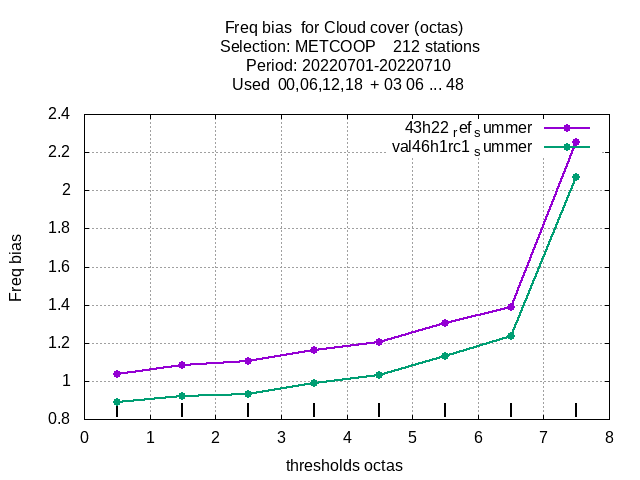 Freq bias  for Cloud cover (octas)
Selection: METCOOP    212 stations
Period: 20220701-20220710
Used  00,06,12,18  + 03 06 ... 48
43h22 ref summer
val46h1rc1 summer
2.4
2.2
2
1.8
1.6
1.4
1.2
1
0.8
Freq bias
0 1 2 3 4 5 6 7 8
thresholds octas